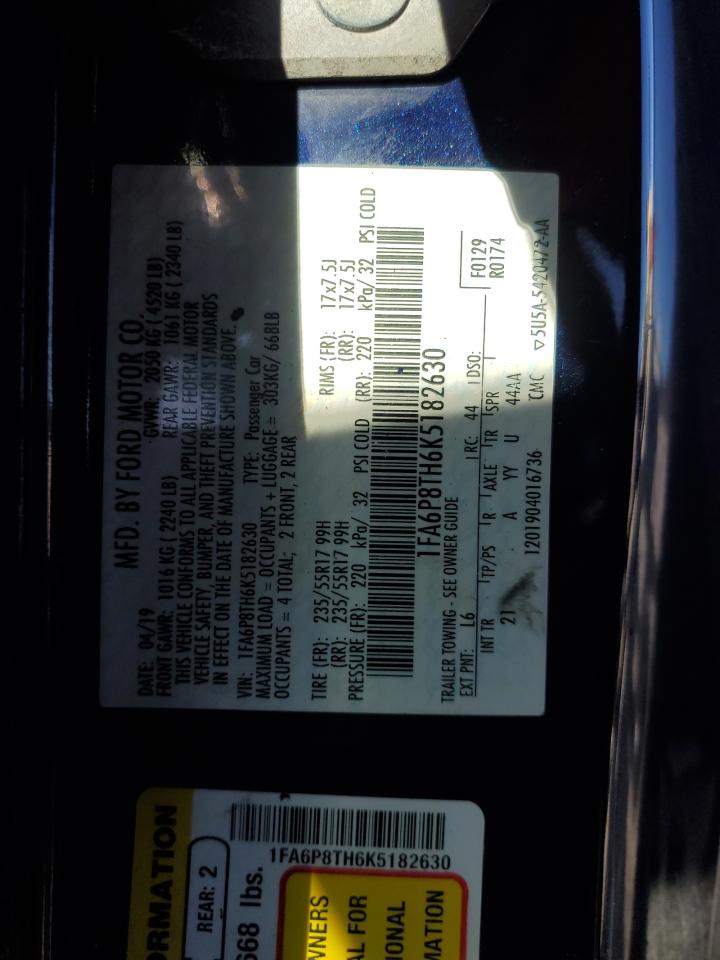 MFD. BY FORD MOTOR CO.
DATE: 04/19 GVWR: 2050 KG ( 4520 LB)
FRONT GAWR: 1016 KG ( 2240 LB) REAR GAWR: 1061 KG ( 2340 LB)
THIS VEHICLE CONFORMS TO ALL APPLICABLE FEDERAL MOTOR
VEHICLE SAFETY, BUMPER, AND THEFT PREVENTION STANDARDS
IN EFFECT ON THE DATE OF MANUFACTURE SHOWN ABOVE.
VIN: 1FA6P8TH6K5182630 TYPE: Passenger Car
MAXIMUM LOAD = OCCUPANTS + LUGGAGE = 303KG/ 668LB
OCCUPANTS = 4 TOTAL; 2 FRONT, 2 REAR
TIRE (FR): 235/55R17 99H RIMS (FR): 17x7.5J
(RR): 235/55R17 99H (RR): 17x7.5J
PRESSURE (FR): 220 kPa/ 32 PSI COLD (RR): 220 kPa/ 32 PSI COLD
1FA6P8TH6K5182630
TRAILER TOWING - SEE OWNER GUIDE
F0129
R0174
EXT PNT: L6 RC: 44 DSO:
INT TR TP/PS R AXLE TR SPR
21 A YY U 44AA
1201904016736 CMC ▽5U5A-5420472-AA
ORMATION
REAR: 2
668 lbs.
1FA6P8TH6K5182630
WNERS
AL FOR
IONAL
MATION